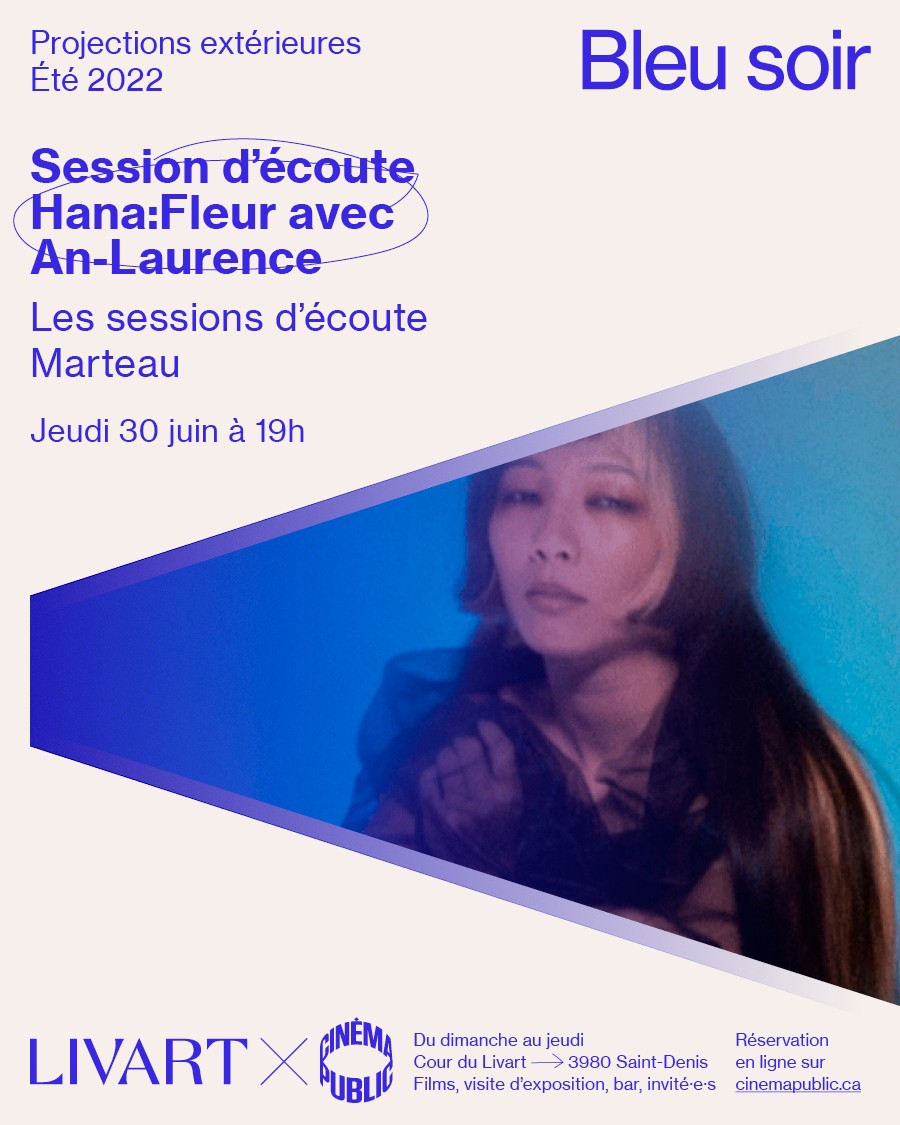 Projections extérieures
Été 2022
Bleu soir
Session d’écoute
Hana:Fleur avec
An-Laurence
Les sessions d’écoute
Marteau
Jeudi 30 juin à 19h
LIVART
CINÉMA
PUBLIC
Du dimanche au jeudi
Cour du Livart ⟶ 3980 Saint-Denis
Films, visite d’exposition, bar, invité·e·s
Réservation
en ligne sur
cinemapublic.ca